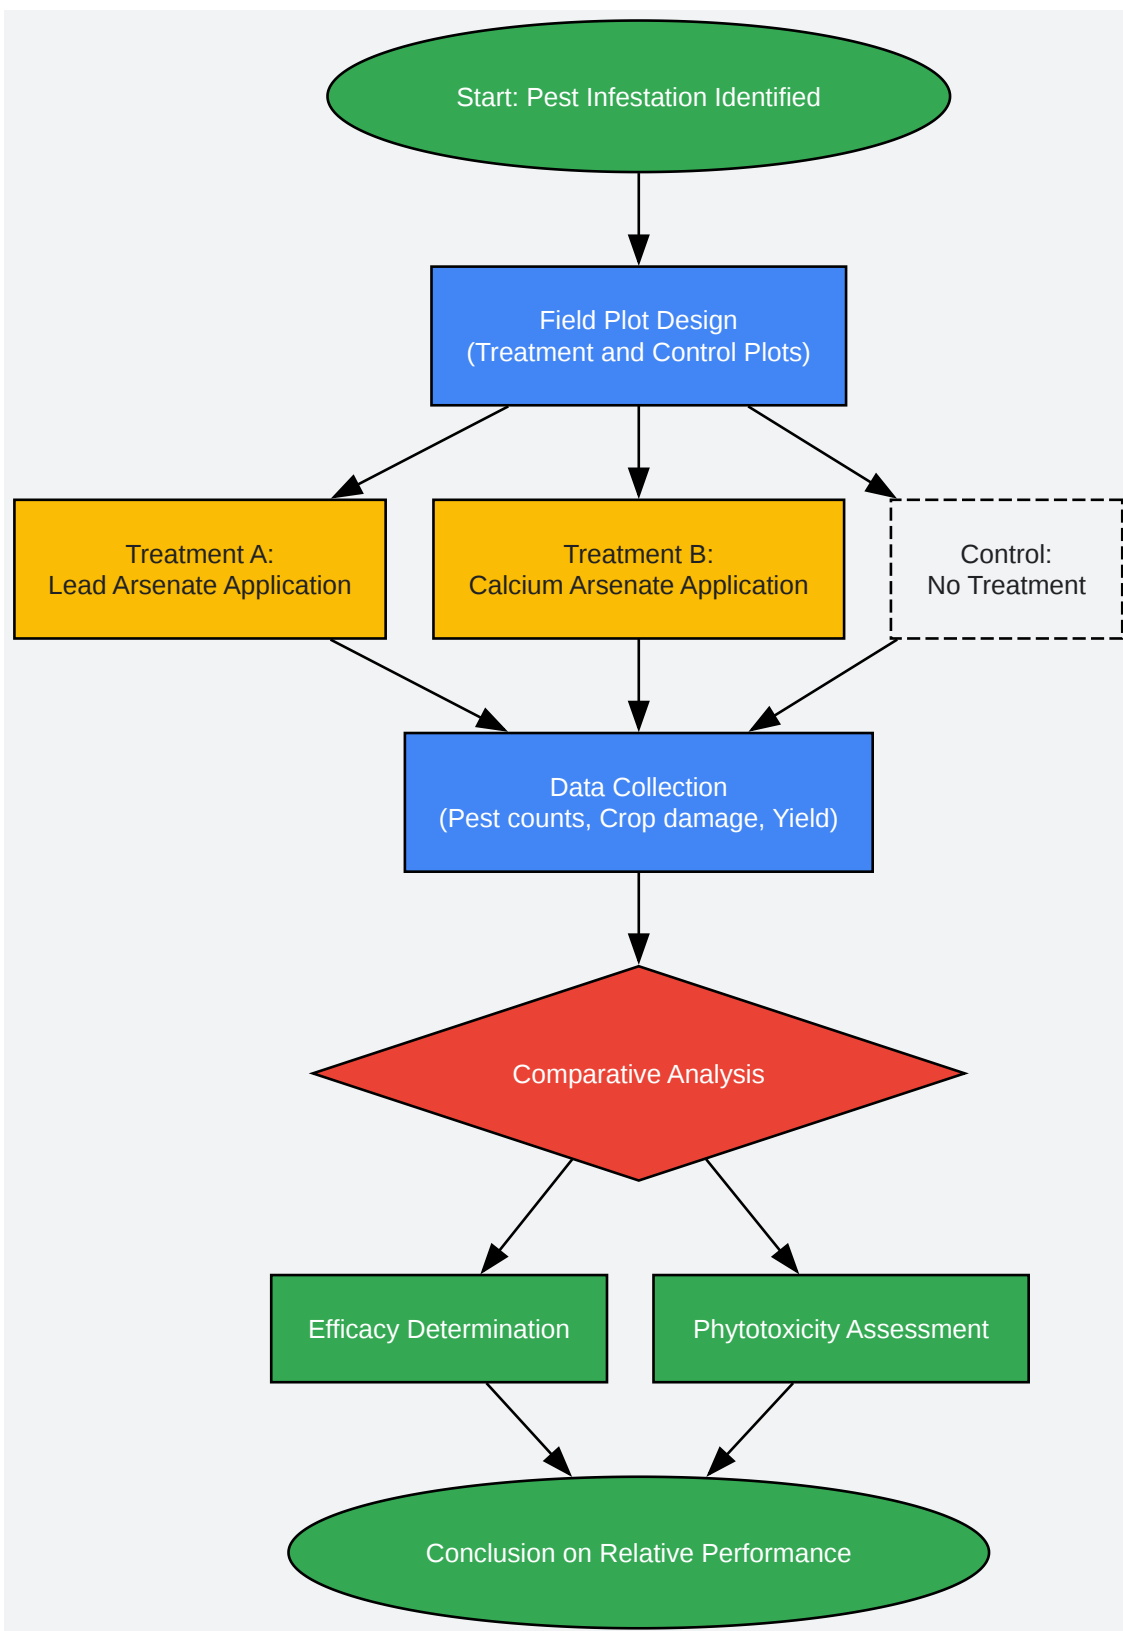 Start: Pest Infestation Identified
Field Plot Design
(Treatment and Control Plots)
Treatment A:
Lead Arsenate Application
Treatment B:
Calcium Arsenate Application
Control:
No Treatment
Data Collection
(Pest counts, Crop damage, Yield)
Comparative Analysis
Efficacy Determination
Phytotoxicity Assessment
Conclusion on Relative Performance